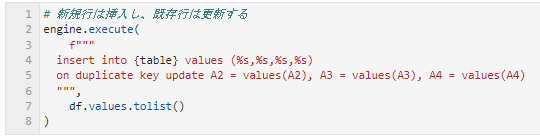 1 # 新規行は挿入し、既存行は更新する
2 engine.execute(
3     f"""
4   insert into {table} values (%s,%s,%s,%s)
5   on duplicate key update A2 = values(A2), A3 = values(A3), A4 = values(A4)
6   """,
7     df.values.tolist()
8 )